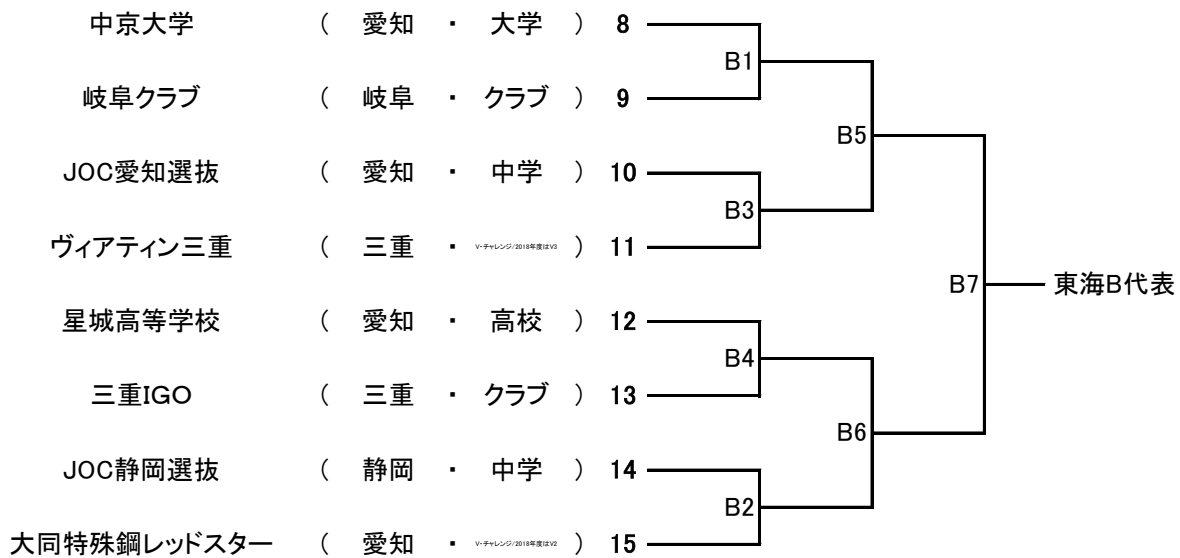 中京大学 ( 愛知 ・ 大学 ) 8
B1
岐阜クラブ ( 岐阜 ・ クラブ ) 9
B5
JOC愛知選抜 ( 愛知 ・ 中学 ) 10
B3
ヴィアティン三重 ( 三重 ・ V・チャレンジ/2018年度はV3 ) 11
B7 東海B代表
星城高等学校 ( 愛知 ・ 高校 ) 12
B4
三重IGO ( 三重 ・ クラブ ) 13
B6
JOC静岡選抜 ( 静岡 ・ 中学 ) 14
B2
大同特殊鋼レッドスター ( 愛知 ・ V・チャレンジ/2018年度はV2 ) 15